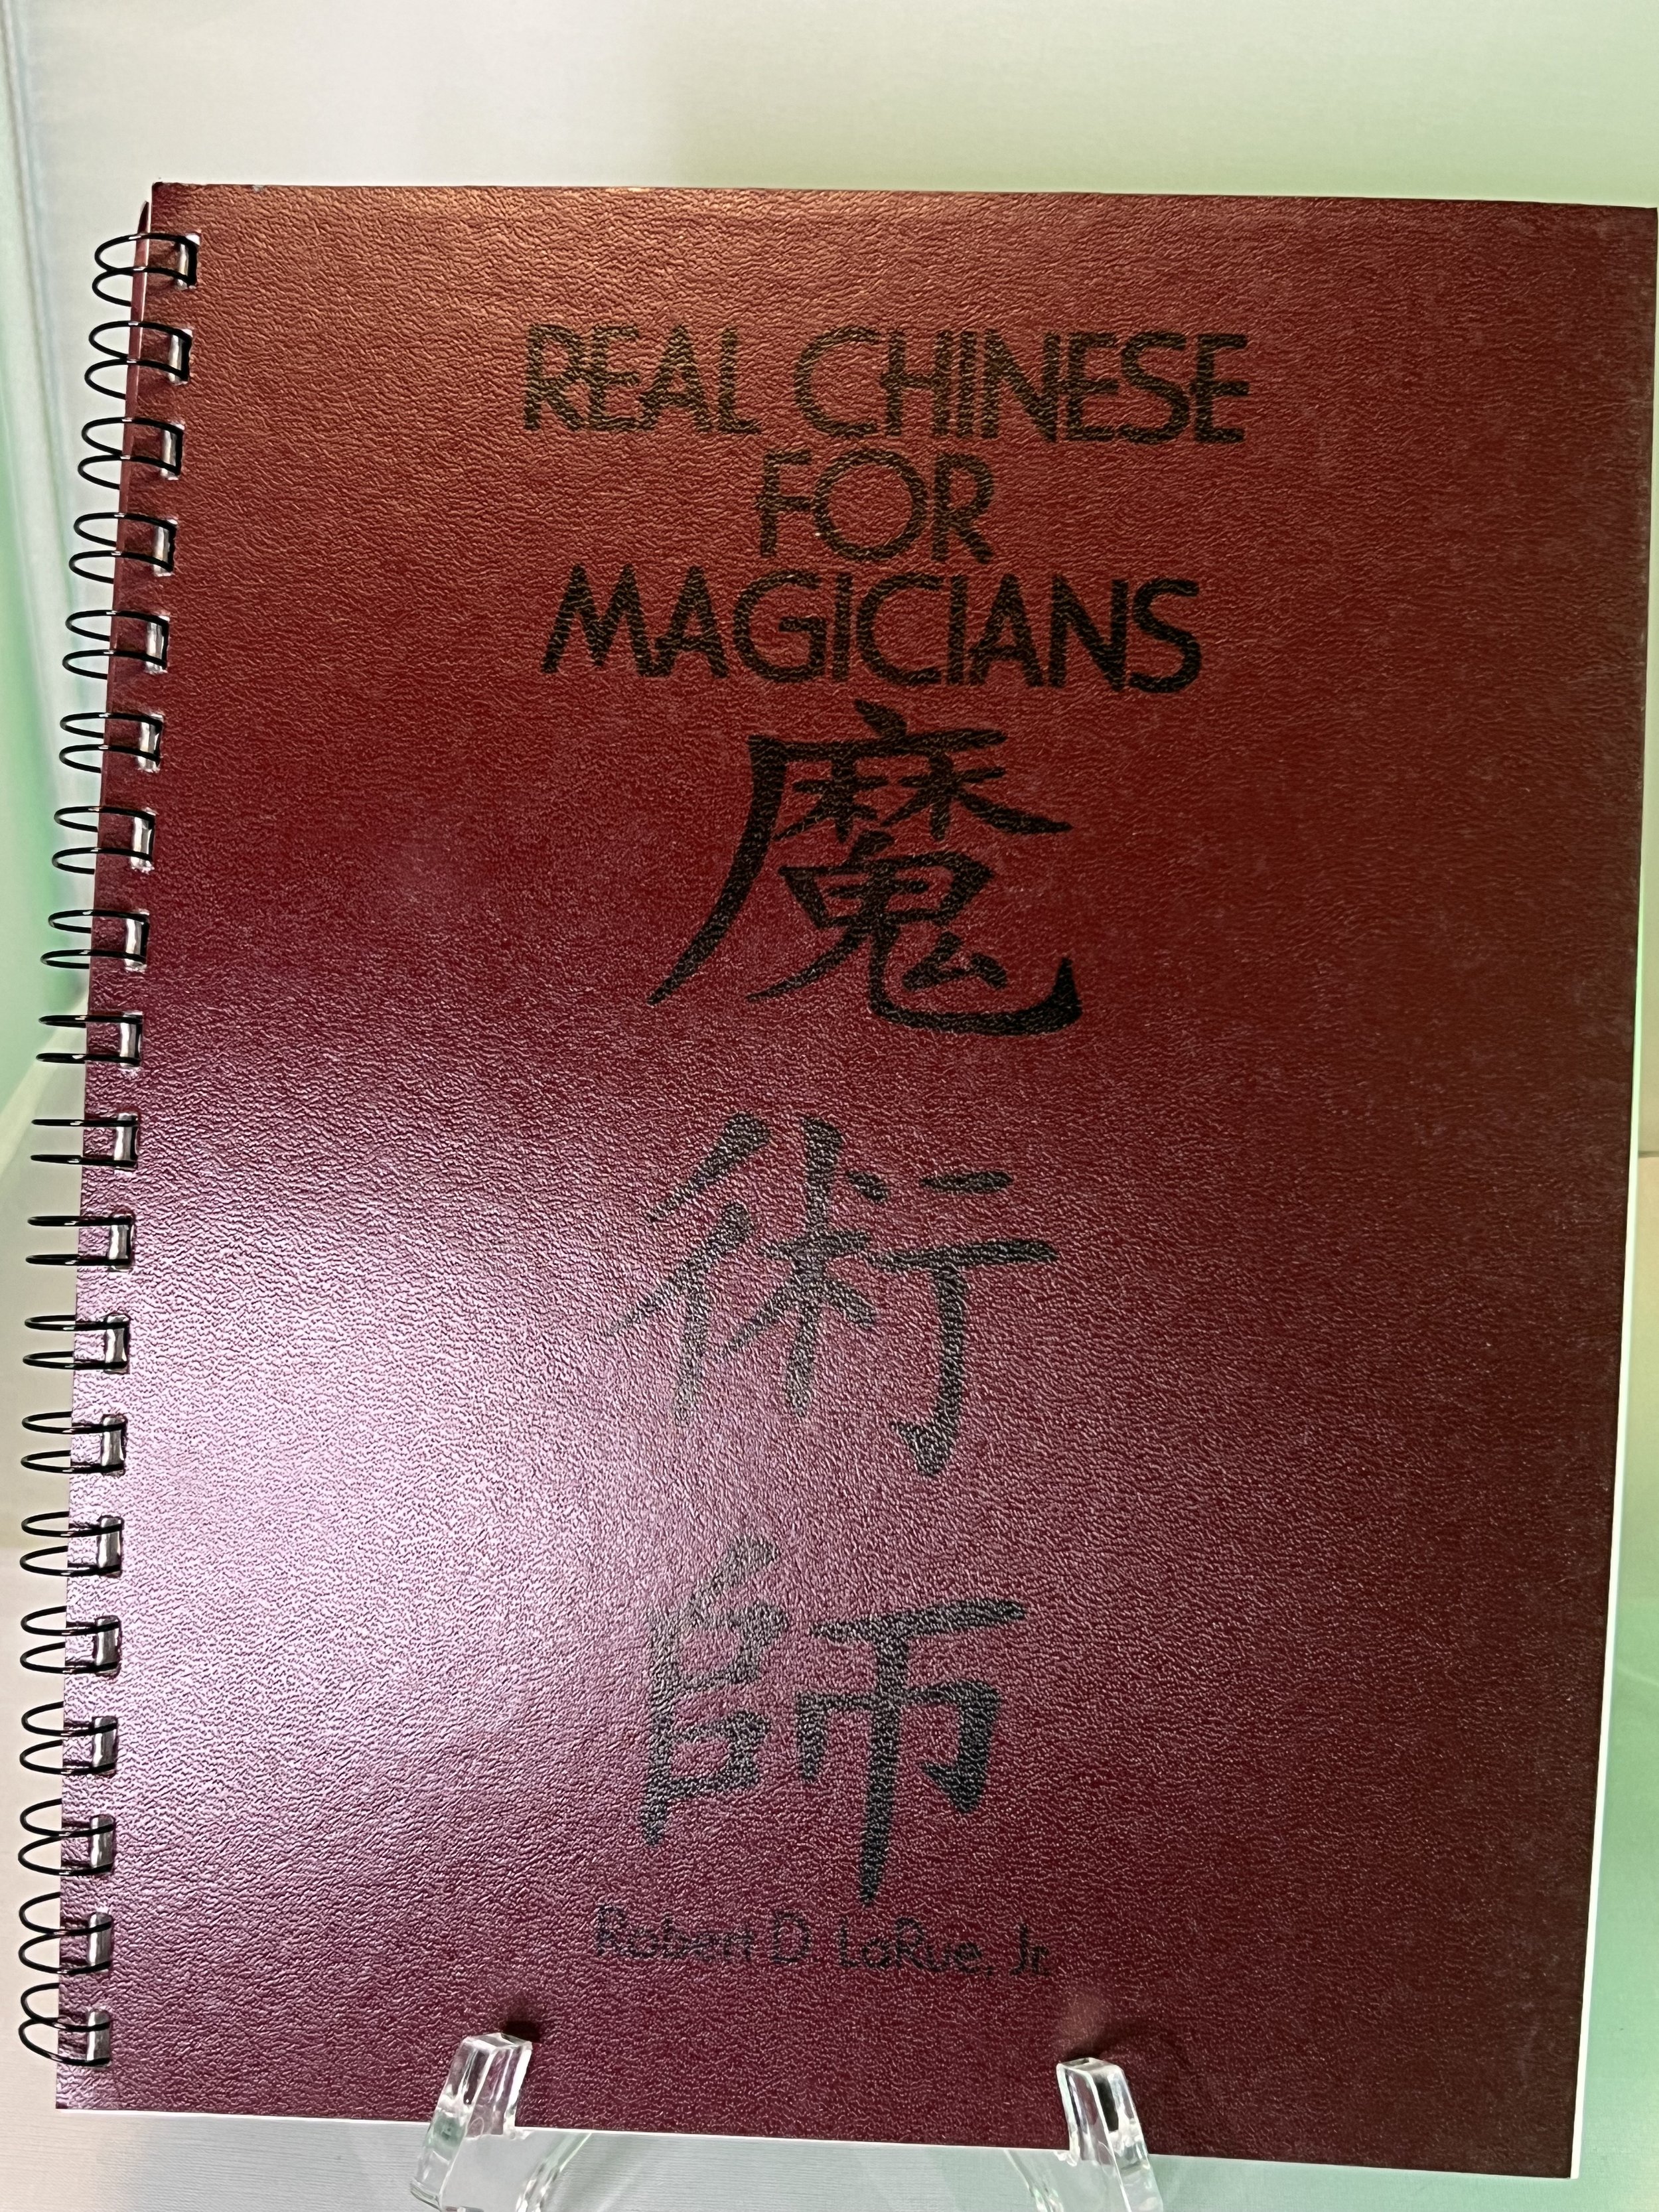 REAL CHINESE
FOR
MAGICIANS
魔
術
師
Robert D. LaRue, Jr.